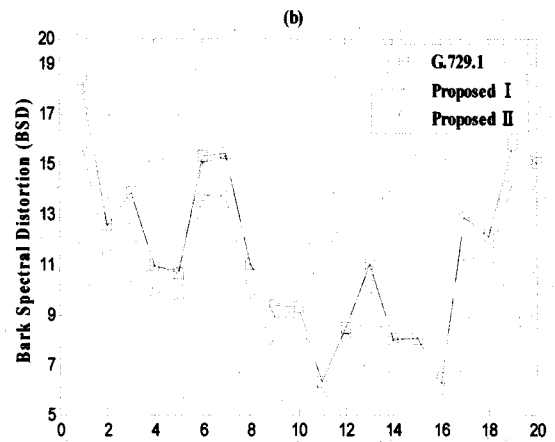 (b)
20
19
17
15
13
11
9
7
5
Bark Spectral Distortion (BSD)
G.729.1
Proposed I
Proposed II
0 2 4 6 8 10 12 14 16 18 20